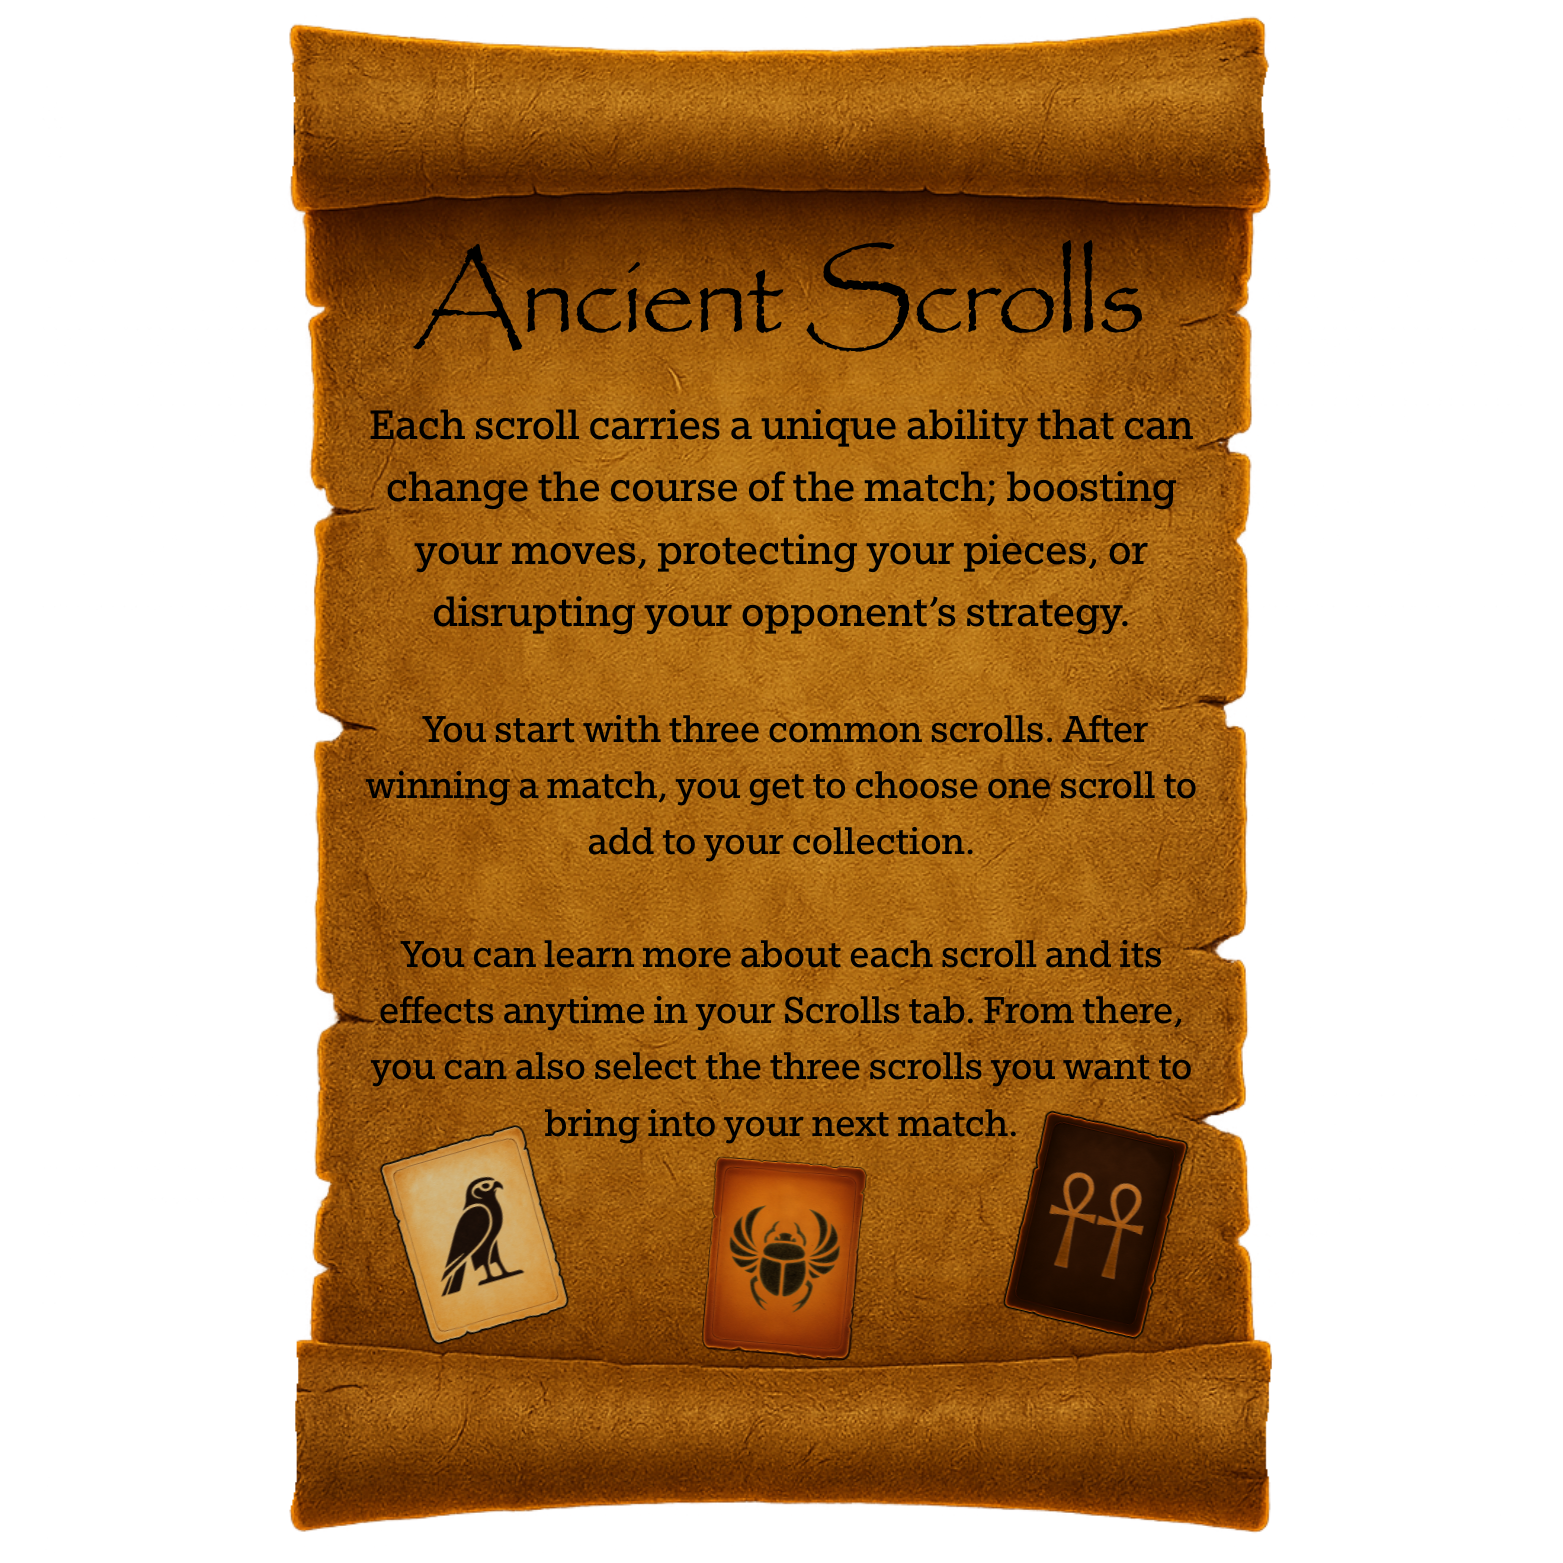 Ancient Scrolls
Each scroll carries a unique ability that can
change the course of the match; boosting
your moves, protecting your pieces, or
disrupting your opponent’s strategy.
You start with three common scrolls. After
winning a match, you get to choose one scroll to
add to your collection.
You can learn more about each scroll and its
effects anytime in your Scrolls tab. From there,
you can also select the three scrolls you want to
bring into your next match.